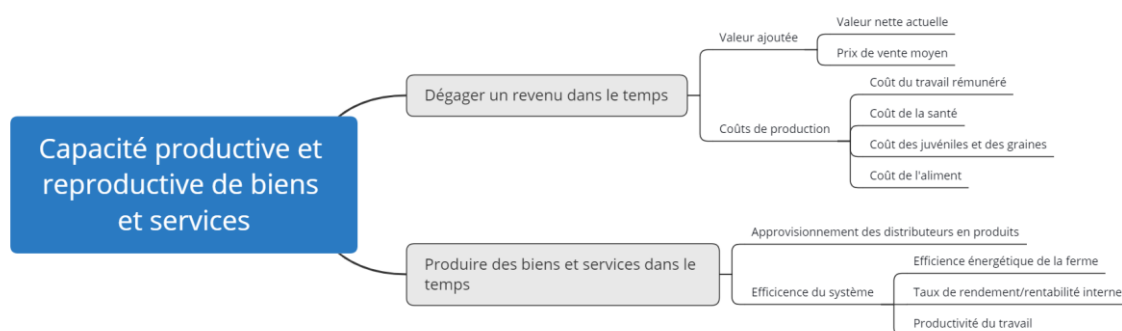 Capacité productive et
reproductive de biens
et services
Dégager un revenu dans le temps
Valeur ajoutée
Valeur nette actuelle
Prix de vente moyen
Coûts de production
Coût du travail rémunéré
Coût de la santé
Coût des juvéniles et des graines
Coût de l'aliment
Produire des biens et services dans le
temps
Approvisionnement des distributeurs en produits
Efficicence du système
Efficience énergétique de la ferme
Taux de rendement/rentabilité interne
Productivité du travail